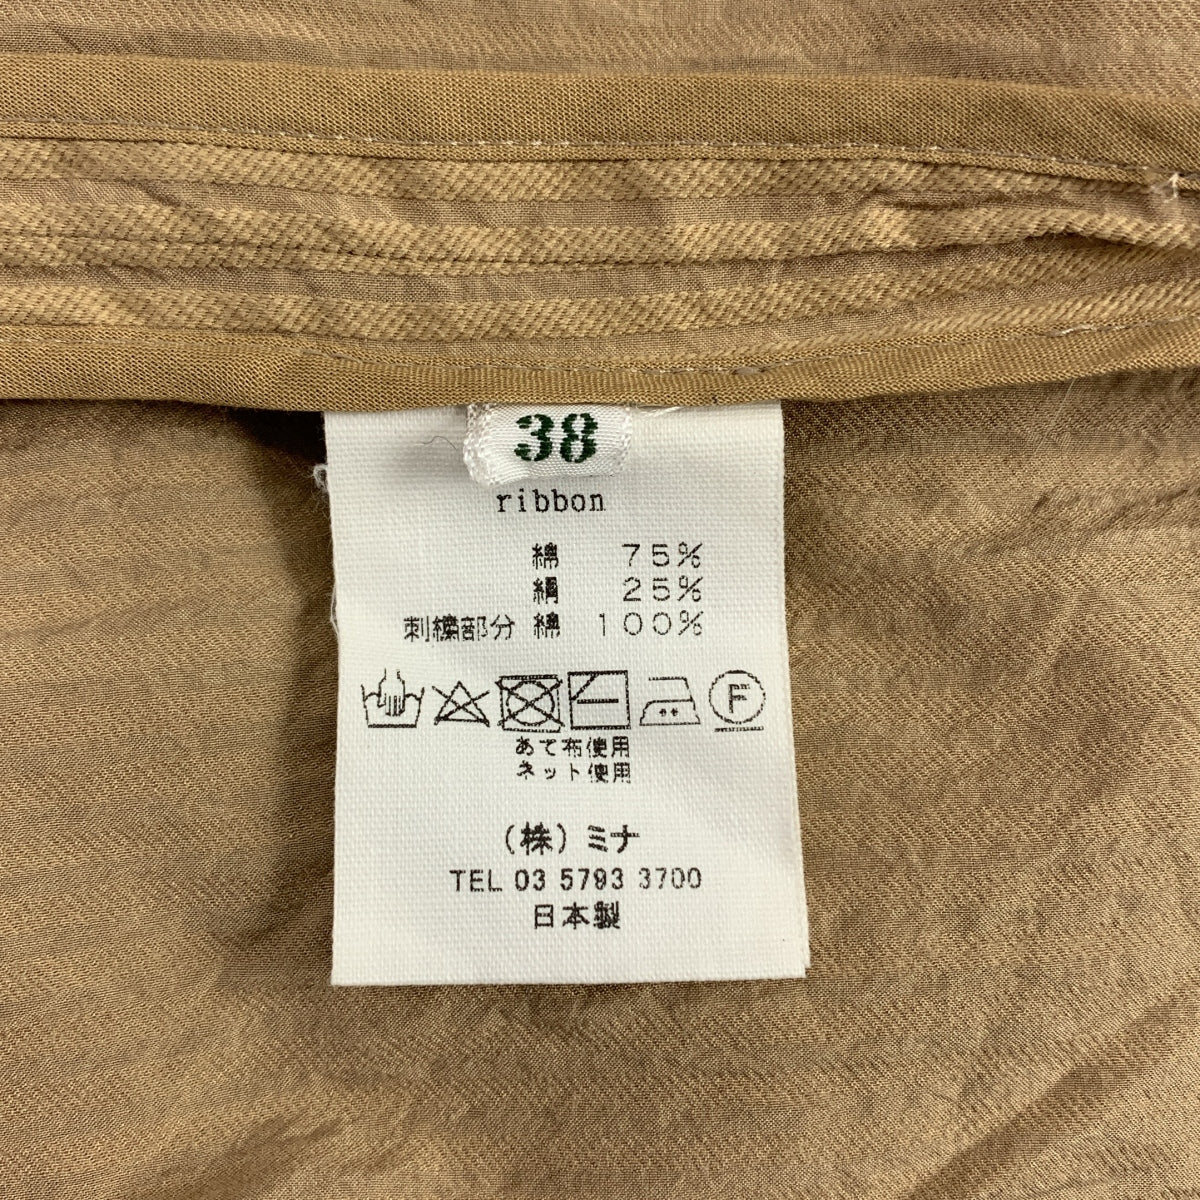 38
ribbon
綿 75%
絹 25%
刺繍部分 綿 100%
F
あて布使用
ネット使用
(株)ミナ
TEL 03 5793 3700
日本製